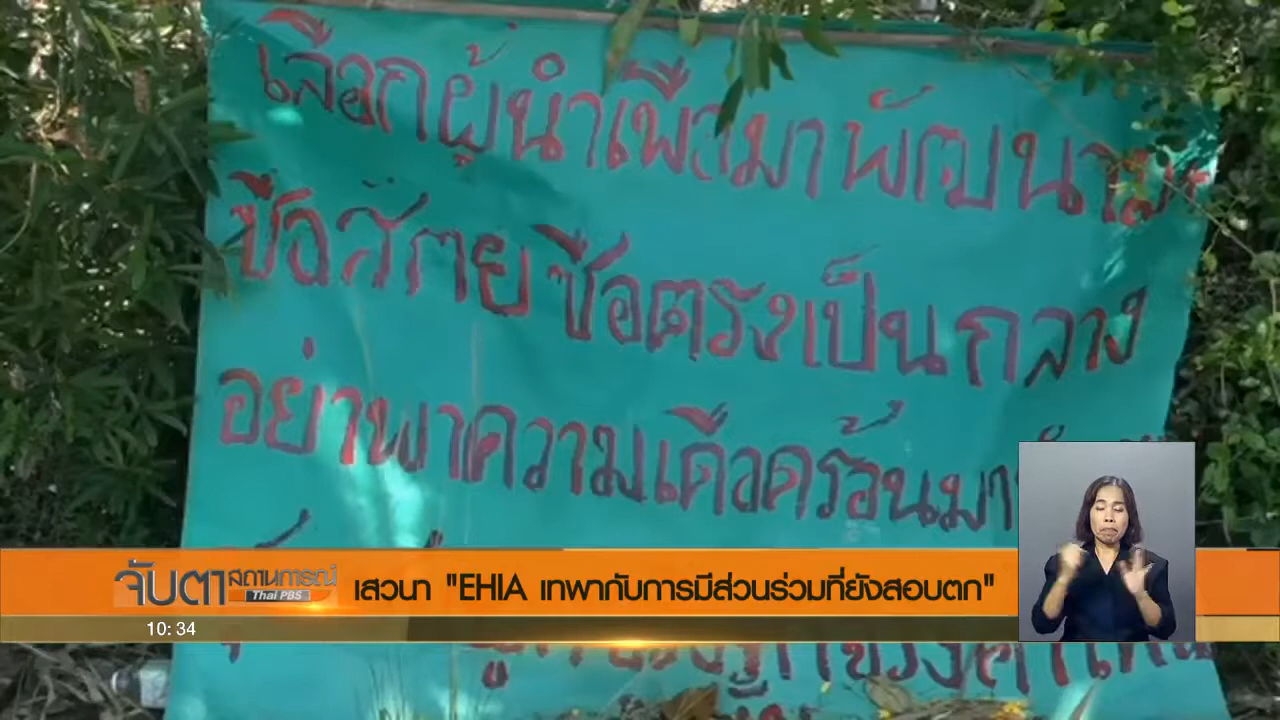 เลือกผู้นำเพื่อมาพัฒนา
ซื่อสัตย์ ซื่อตรงเป็นกลาง
อย่าพาความเดือดร้อนมา
จับตา สถานการณ์ Thai PBS
เสวนา "EHIA เทพากับการมีส่วนร่วมที่ยังสอบตก"
10:34